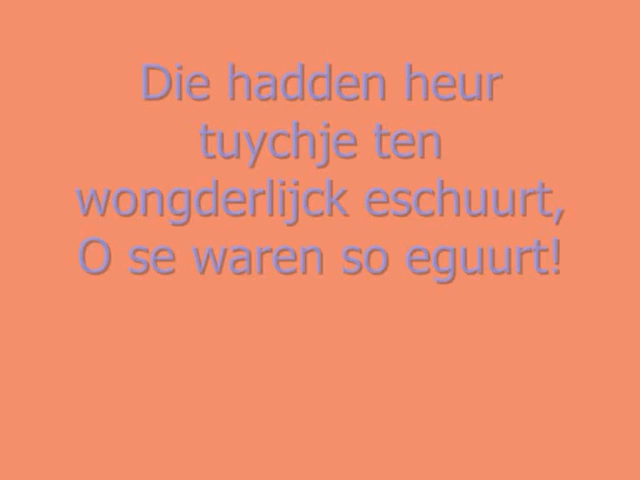 Die hadden heur
tuychje ten
wongderlijck eschuurt,
O se waren so eguurt!